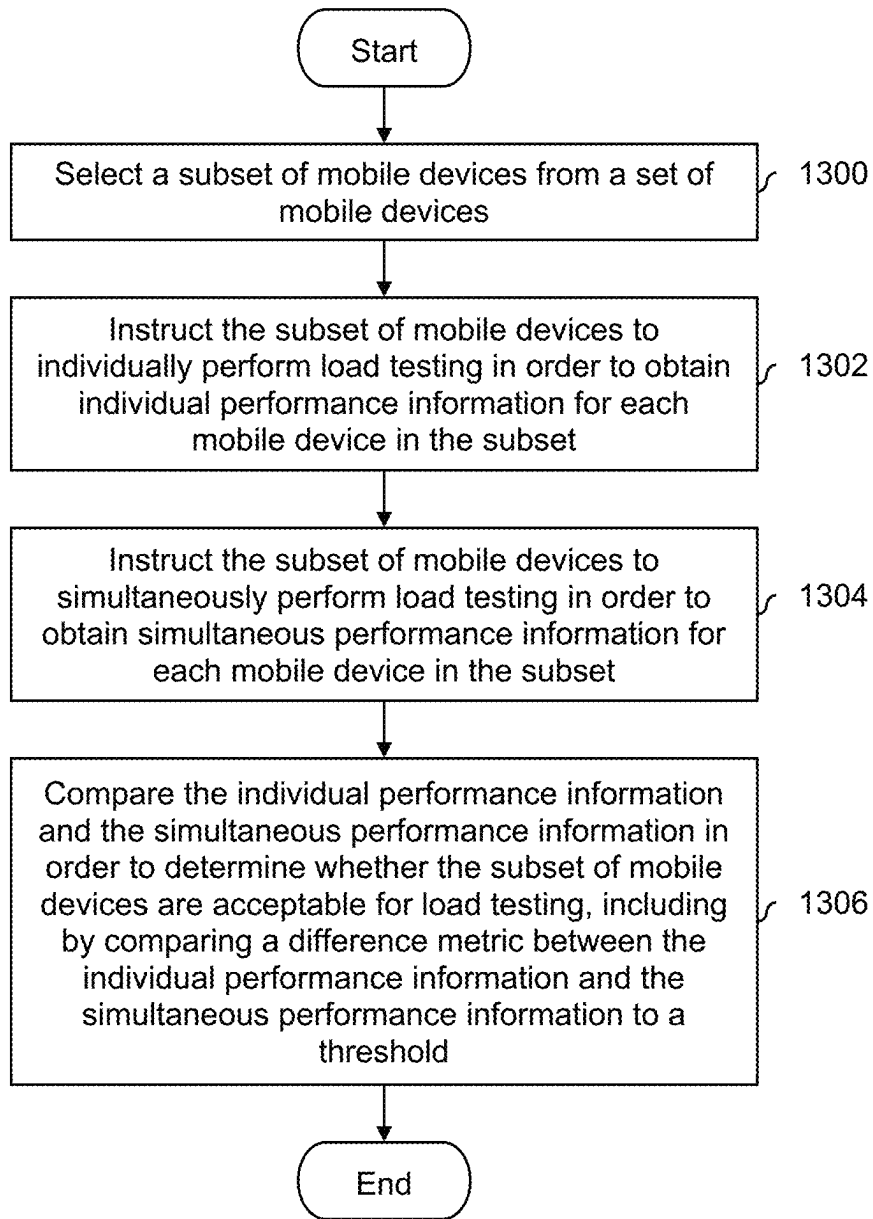 Start
Select a subset of mobile devices from a set of
mobile devices
1300
Instruct the subset of mobile devices to
individually perform load testing in order to obtain
individual performance information for each
mobile device in the subset
1302
Instruct the subset of mobile devices to
simultaneously perform load testing in order to
obtain simultaneous performance information for
each mobile device in the subset
1304
Compare the individual performance information
and the simultaneous performance information in
order to determine whether the subset of mobile
devices are acceptable for load testing, including
by comparing a difference metric between the
individual performance information and the
simultaneous performance information to a
threshold
1306
End